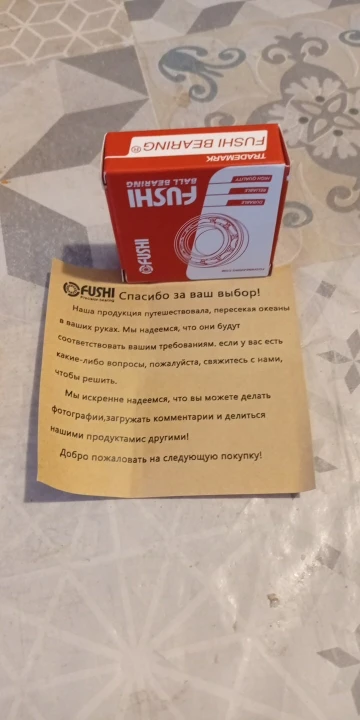 TRADEMARK
FUSHI BEARING®
FUSHI
BALL BEARING
HIGH QUALITY
RELIABLE
DURABLE
FUSHI
FUSHI Спасибо за ваш выбор!
Наша продукция путешествовала, пересекая океаны
в ваших руках. Мы надеемся, что они будут
соответствовать вашим требованиям. если у вас есть
какие-либо вопросы, пожалуйста, свяжитесь с нами,
чтобы решить.
Мы искренне надеемся, что вы можете делать
фотографии,загружать комментарии и делиться
нашими продуктамис другими!
Добро пожаловать на следующую покупку!